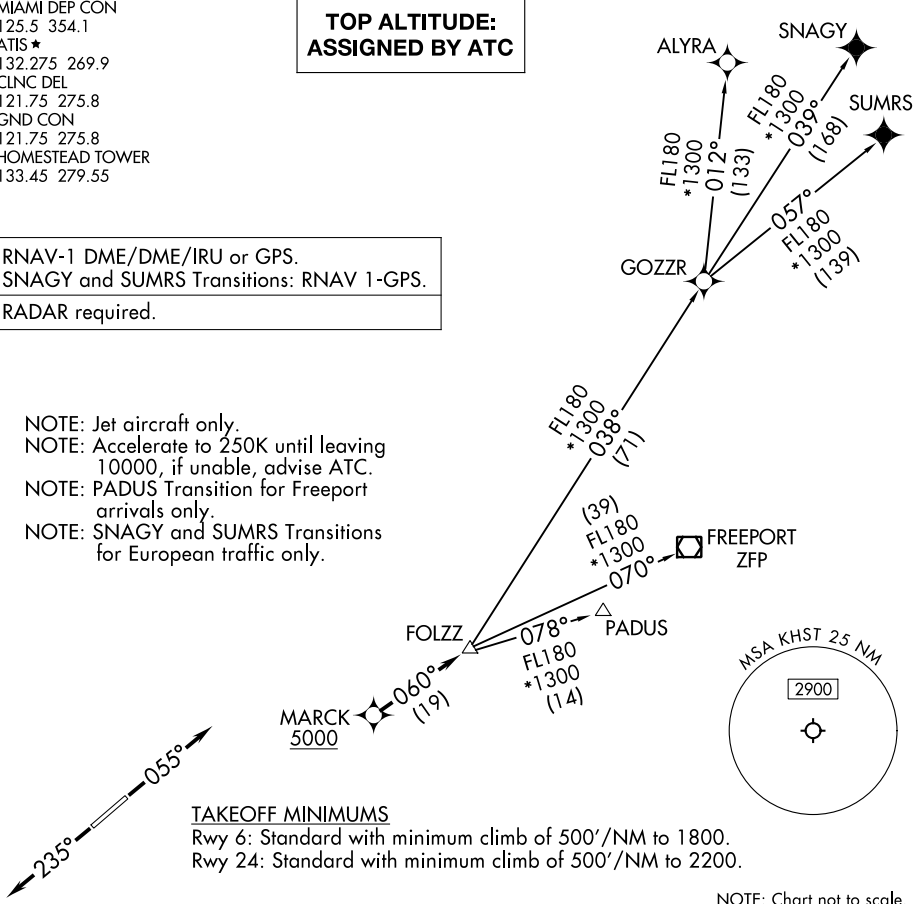 MIAMI DEP CON
125.5 354.1
ATIS ★
132.275 269.9
CLNC DEL
121.75 275.8
GND CON
121.75 275.8
HOMESTEAD TOWER
133.45 279.55
TOP ALTITUDE:
ASSIGNED BY ATC
RNAV-1 DME/DME/IRU or GPS.
SNAGY and SUMRS Transitions: RNAV 1-GPS.
RADAR required.
NOTE: Jet aircraft only.
NOTE: Accelerate to 250K until leaving
10000, if unable, advise ATC.
NOTE: PADUS Transition for Freeport
arrivals only.
NOTE: SNAGY and SUMRS Transitions
for European traffic only.
ALYRA
SNAGY
SUMRS
FL180
*1300
012°
(133)
FL180
*1300
039°
(168)
057°
FL180
*1300
(139)
GOZZR
FL180
*1300
038°
(71)
(39)
FL180
*1300
070°
FREEPORT
ZFP
FOLZZ
078°
FL180
*1300
(14)
PADUS
060°
(19)
MARCK
5000
MSA KHST 25 NM
2900
055°
235°
TAKEOFF MINIMUMS
Rwy 6: Standard with minimum climb of 500'/NM to 1800.
Rwy 24: Standard with minimum climb of 500'/NM to 2200.
NOTE: Chart not to scale